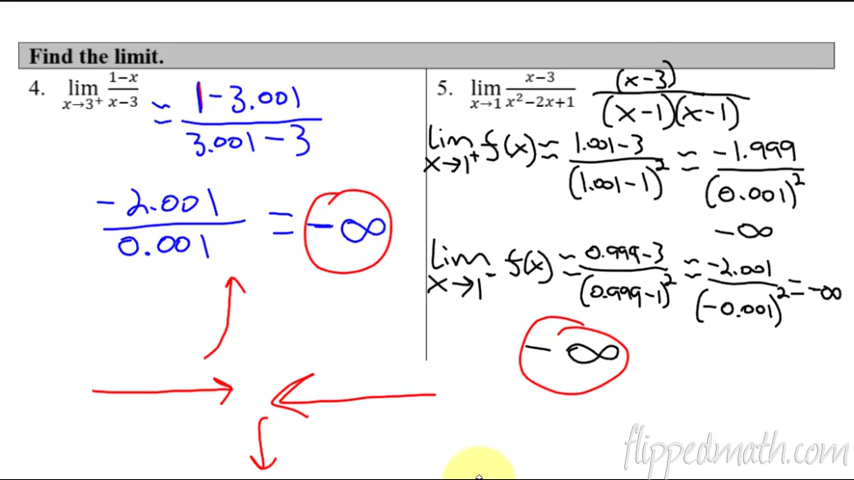 Find the limit.
4. lim x→3⁺ (1−x)/(x−3) ≈ (1−3.001)/(3.001−3)
−2.001/0.001 = −∞
5. lim x→1 (x−3)/(x²−2x+1) (x−3)/((x−1)(x−1))
lim x→1⁺ f(x) ≈ (1.001−3)/(1.001−1)² ≈ −1.999/(0.001)²
−∞
lim x→1⁻ f(x) ≈ (0.999−3)/(0.999−1)² ≈ −2.001/(−0.001)² = −∞
−∞
flippedmath.com